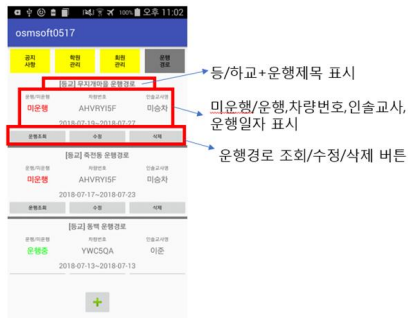 100% 오후 11:02
osmsoft0517
공지
사항
학원
관리
회원
관리
운행
경로
[등교] 무지개마을 운행경로
운행/미운행 차량번호 인솔교사명
미운행 AHVRYI5F 미승차
2018-07-19~2018-07-27
운행조회 수정 삭제
[등교] 죽전동 운행경로
운행/미운행 차량번호 인솔교사명
미운행 AHVRYI5F 미승차
2018-07-17~2018-07-23
운행조회 수정 삭제
[등교] 동백 운행경로
운행/미운행 차량번호 인솔교사명
운행중 YWC5QA 이준
2018-07-13~2018-07-13
등/하교+운행제목 표시
미운행/운행,차량번호,인솔교사,
운행일자 표시
운행경로 조회/수정/삭제 버튼